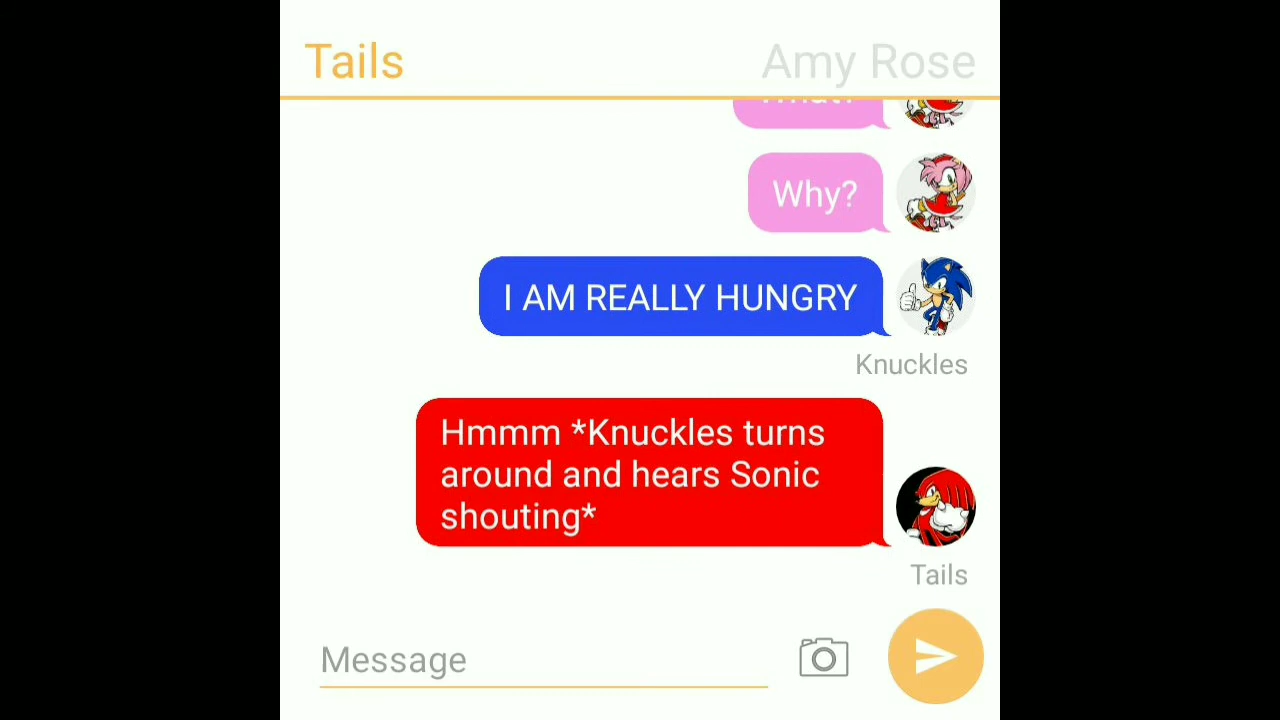 Tails
Amy Rose
Why?
I AM REALLY HUNGRY
Knuckles
Hmmm *Knuckles turns
around and hears Sonic
shouting*
Tails
Message